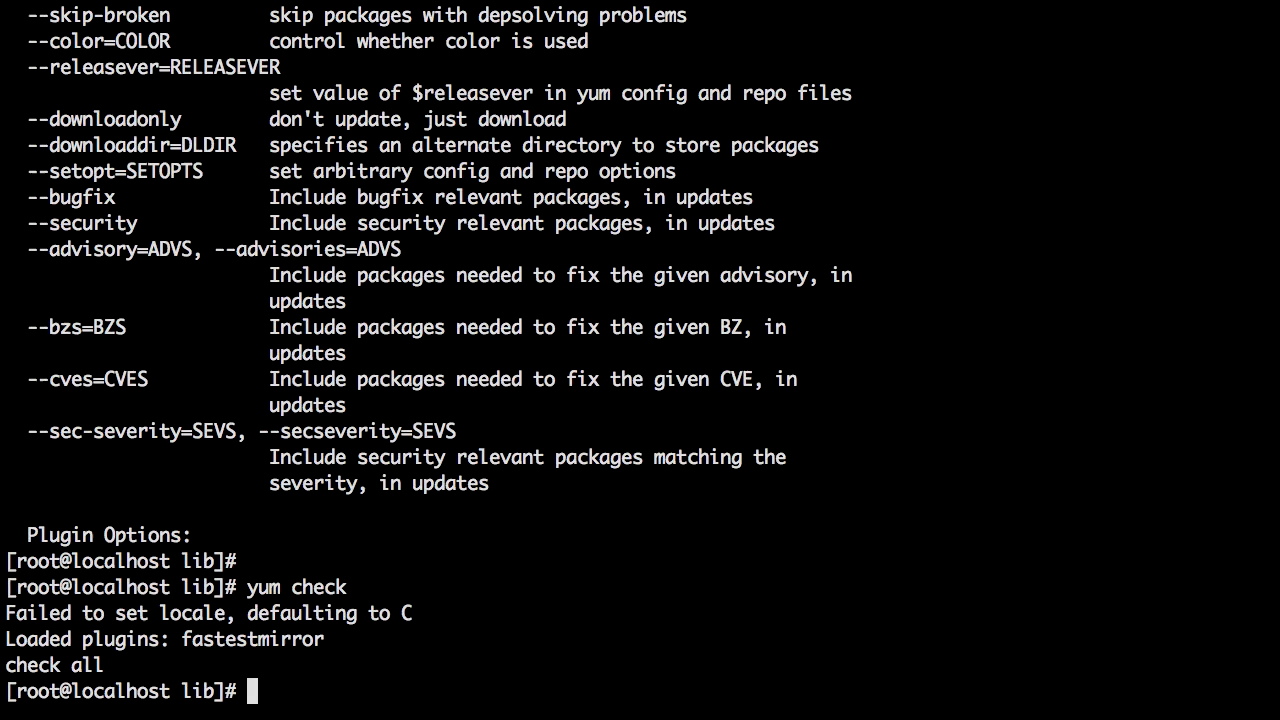 --skip-broken skip packages with depsolving problems
--color=COLOR control whether color is used
--releasever=RELEASEVER
set value of $releasever in yum config and repo files
--downloadonly don't update, just download
--downloaddir=DLDIR specifies an alternate directory to store packages
--setopt=SETOPTS set arbitrary config and repo options
--bugfix Include bugfix relevant packages, in updates
--security Include security relevant packages, in updates
--advisory=ADVS, --advisories=ADVS
Include packages needed to fix the given advisory, in
updates
--bzs=BZS Include packages needed to fix the given BZ, in
updates
--cves=CVES Include packages needed to fix the given CVE, in
updates
--sec-severity=SEVS, --secseverity=SEVS
Include security relevant packages matching the
severity, in updates
Plugin Options:
[root@localhost lib]#
[root@localhost lib]# yum check
Failed to set locale, defaulting to C
Loaded plugins: fastestmirror
check all
[root@localhost lib]#